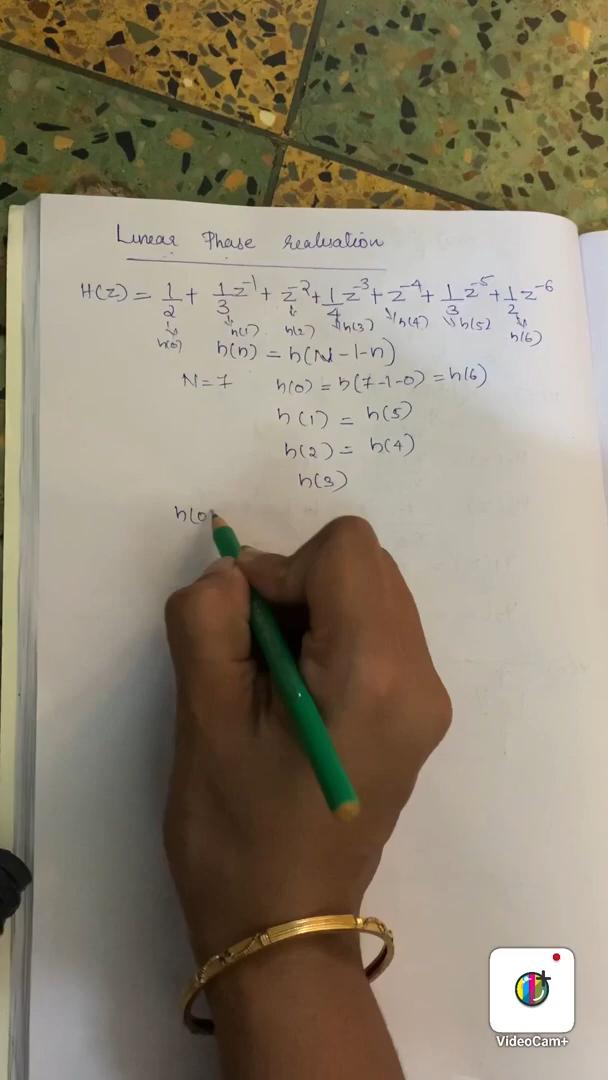 Linear Phase realisation
H(z) = 1/2 + 1/3 z^-1 + z^-2 + 1/4 z^-3 + z^-4 + 1/3 z^-5 + 1/2 z^-6
h(0) h(1) h(2) h(3) h(4) h(5) h(6)
h(n) = h(N-1-n)
N=7 h(0) = h(7-1-0) = h(6)
h(1) = h(5)
h(2) = h(4)
h(3)
h(0
VideoCam+